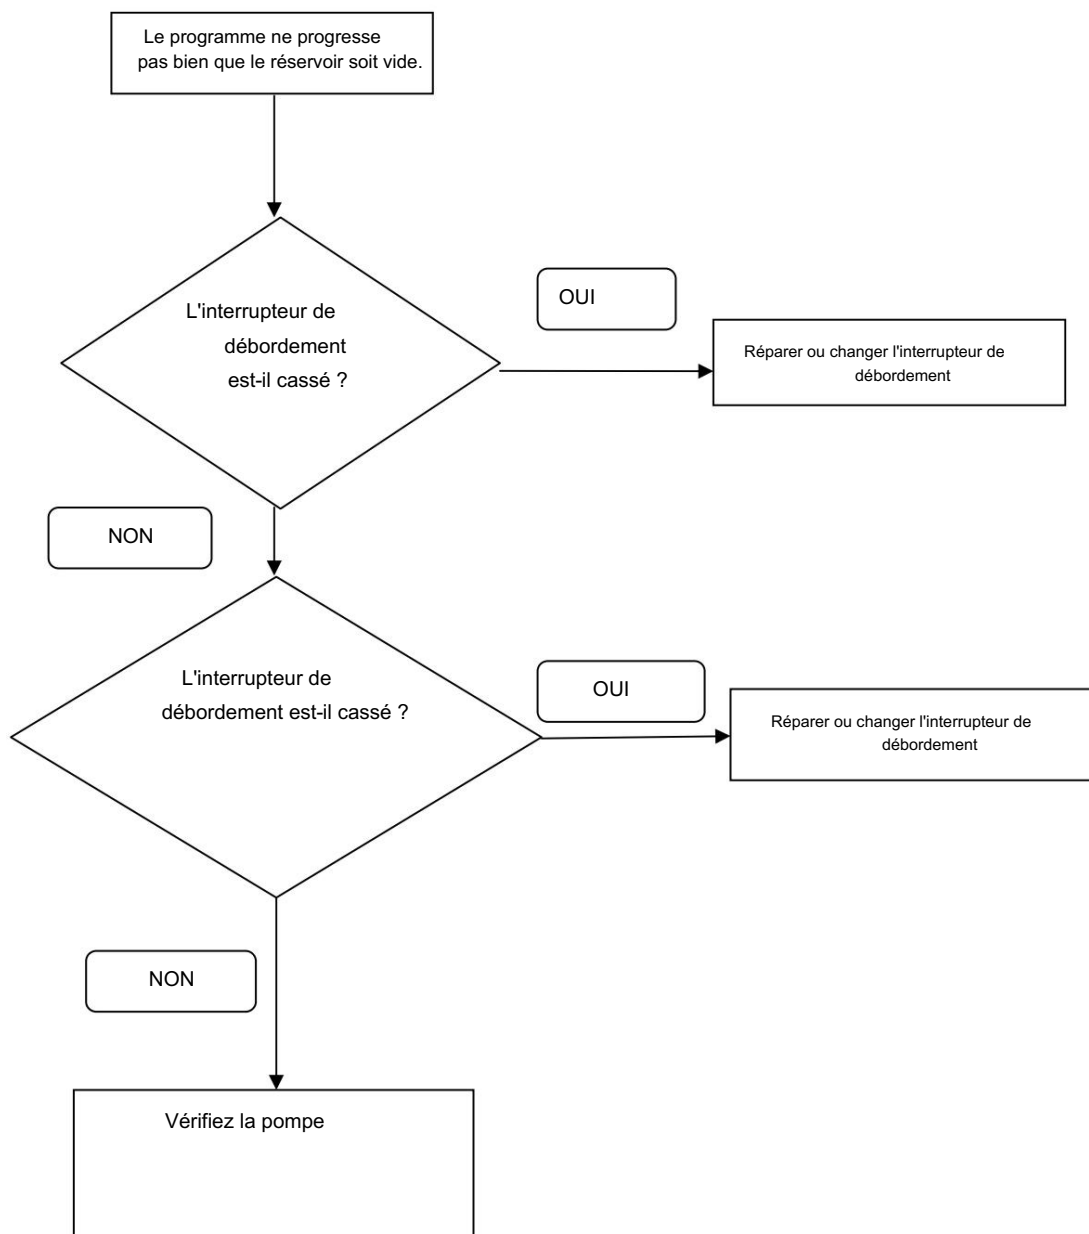 Le programme ne progresse
pas bien que le réservoir soit vide.
L'interrupteur de
débordement
est-il cassé ?
OUI
Réparer ou changer l'interrupteur de
débordement
NON
L'interrupteur de
débordement est-il cassé ?
OUI
Réparer ou changer l'interrupteur de
débordement
NON
Vérifiez la pompe